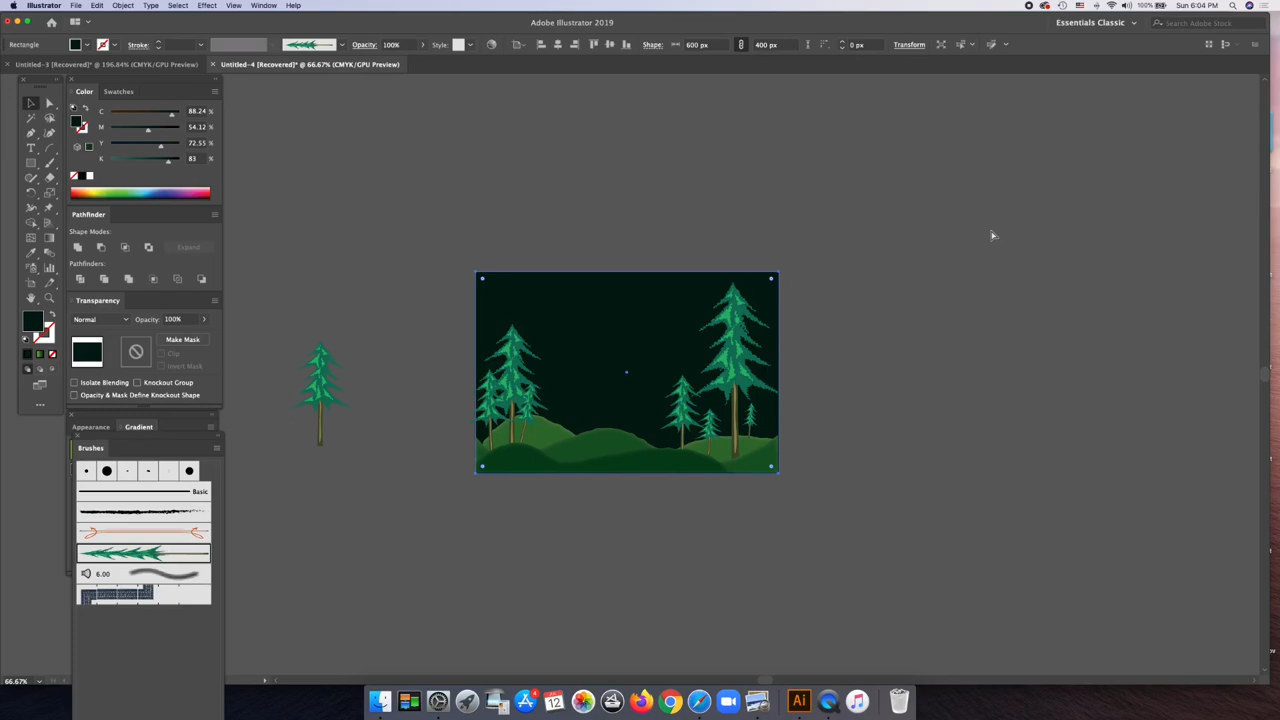 Illustrator File Edit Object Type Select Effect View Window Help 100% Sun 6:04 PM
Adobe Illustrator 2019 Essentials Classic Search Adobe Stock
Rectangle Stroke: Opacity: 100% Style: Shape: 600 px 400 px 0 px Transform
Untitled-3 [Recovered]* @ 196.84% (CMYK/GPU Preview) Untitled-4 [Recovered]* @ 66.67% (CMYK/GPU Preview)
Color Swatches
C 88.24 %
M 54.12 %
Y 72.55 %
K 83 %
Pathfinder
Shape Modes:
Expand
Pathfinders:
Transparency
Normal Opacity: 100%
Make Mask
Clip
Invert Mask
Isolate Blending Knockout Group
Opacity & Mask Define Knockout Shape
Appearance Gradient
Brushes
Basic
6.00
66.67%
4
JUL
12
Ai